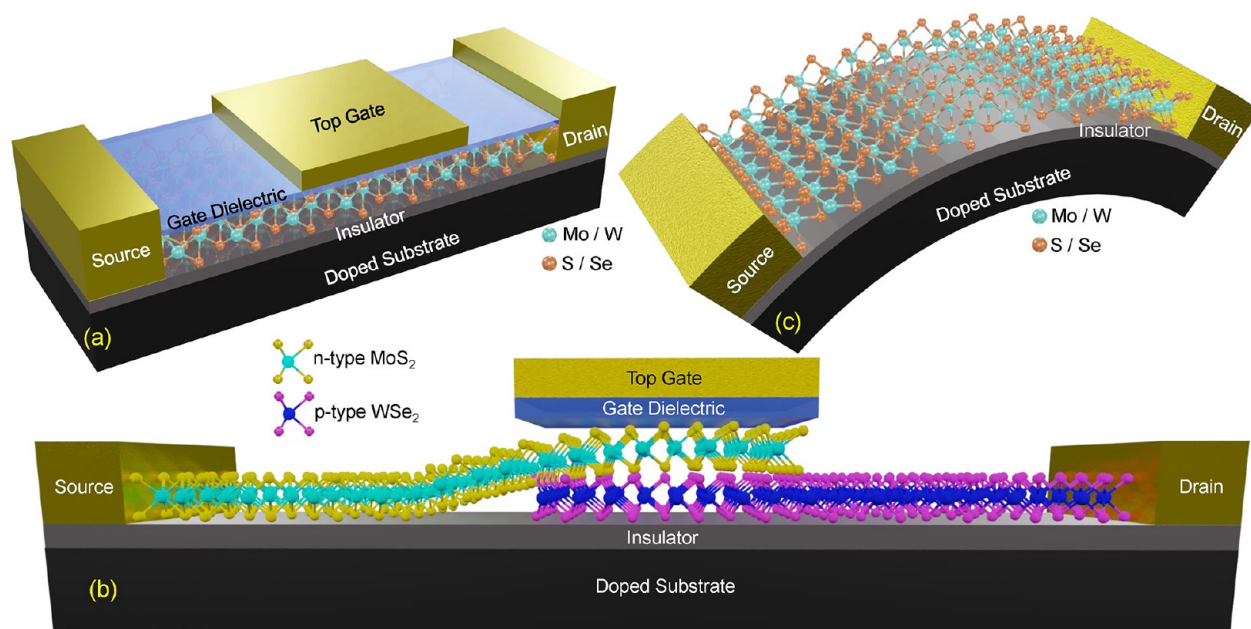 Top Gate
Drain
Gate Dielectric
Source
Insulator
Doped Substrate
Mo / W
S / Se
(a)
Drain
Insulator
Doped Substrate
Mo / W
S / Se
Source
(c)
n-type MoS₂
p-type WSe₂
Top Gate
Gate Dielectric
Source
Drain
Insulator
Doped Substrate
(b)